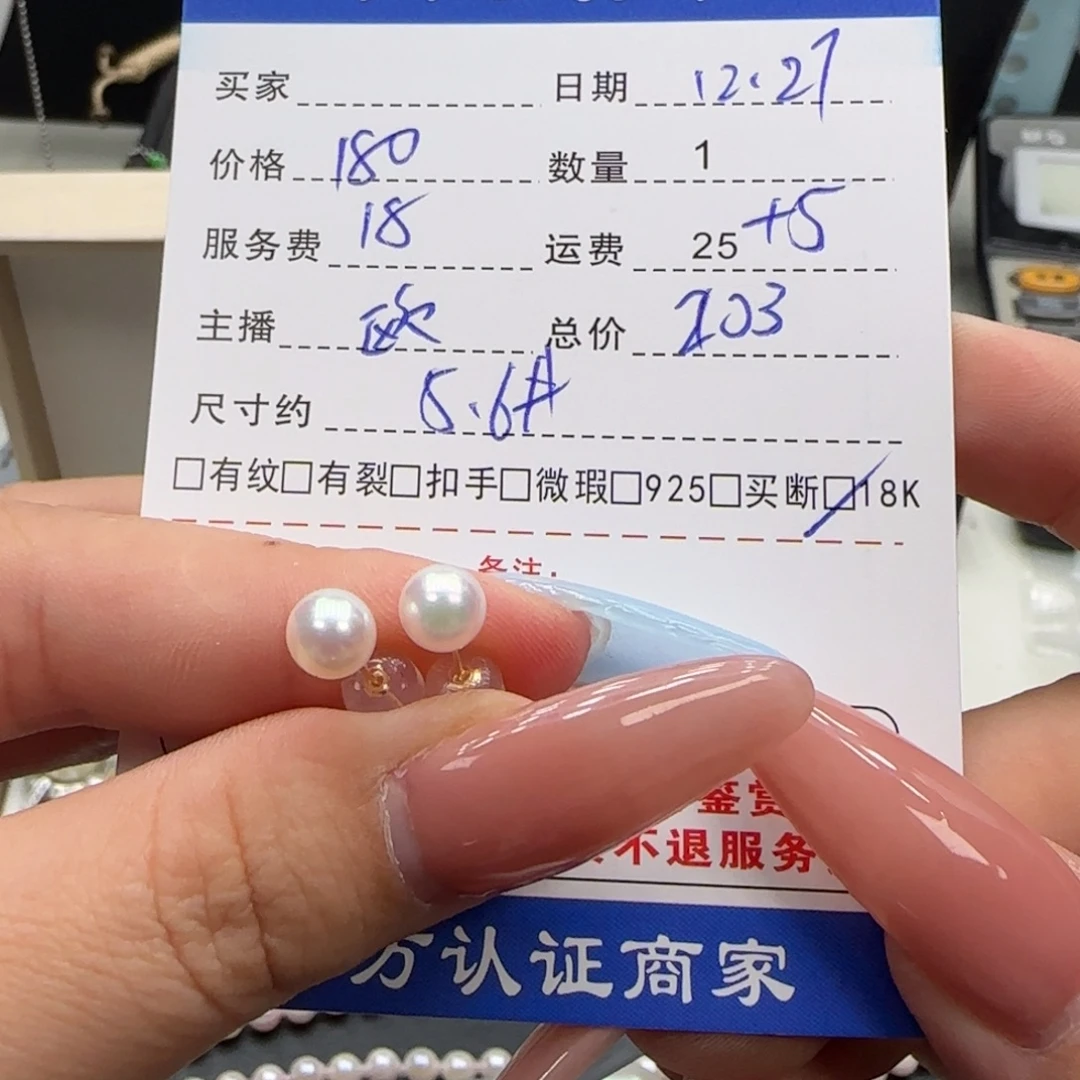 买家 日期 12.27
价格 180 数量 1
服务费 18 运费 25 +5
主播 欧 总价 203
尺寸约 5.6A
□有纹□有裂□扣手□微瑕□925□买断□18K
备注:
鉴赏
不退服务
方认证商家